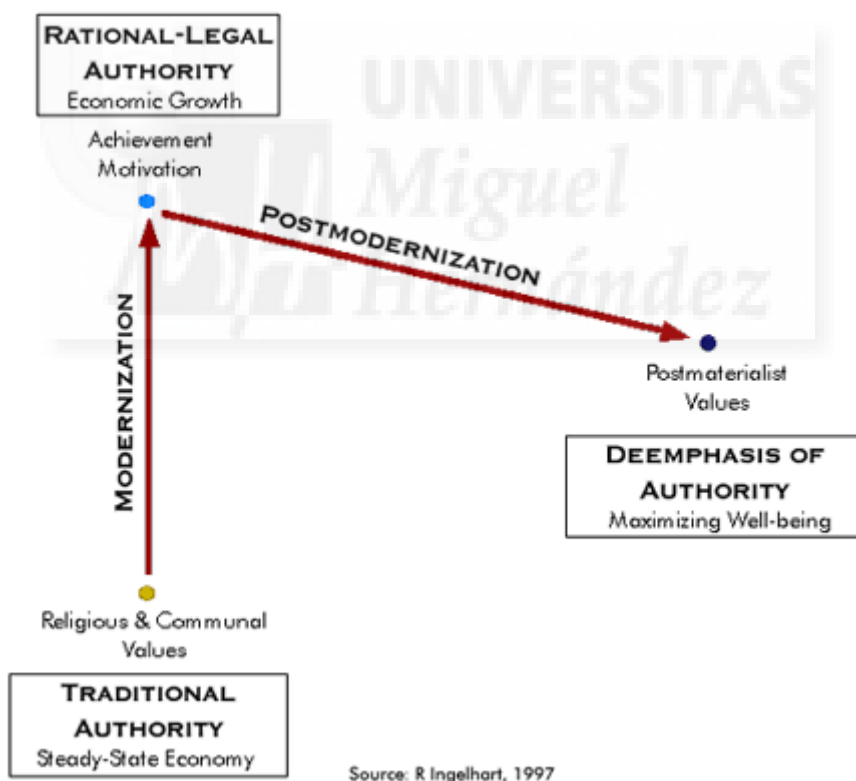 RATIONAL-LEGAL
AUTHORITY
Economic Growth
Achievement
Motivation
UNIVERSITAS
Miguel
Hernández
POSTMODERNIZATION
MODERNIZATION
Postmaterialist
Values
DEEMPHASIS OF
AUTHORITY
Maximizing Well-being
Religious & Communal
Values
TRADITIONAL
AUTHORITY
Steady-State Economy
Source: R Ingelhart, 1997